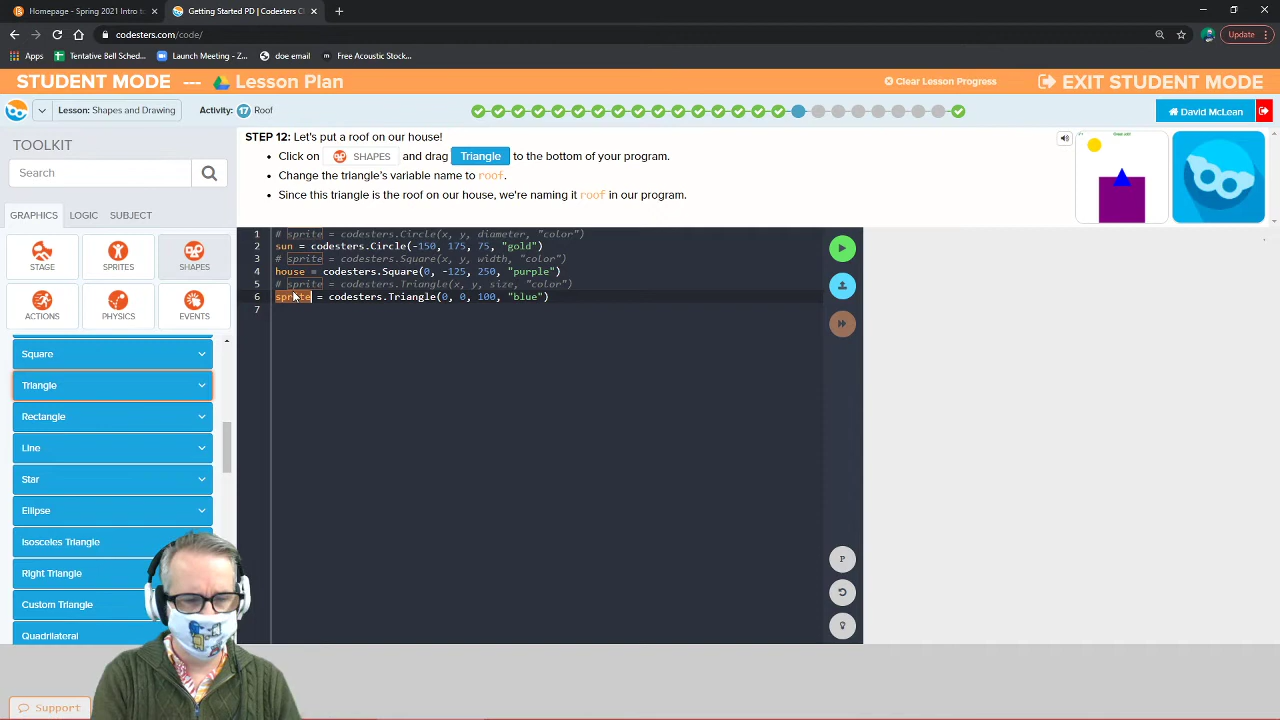 Homepage - Spring 2021 Intro t
Getting Started PD | Codesters C
codesters.com/code/
Update
Apps
Tentative Bell Sched...
Launch Meeting - Z...
doe email
Free Acoustic Stock...
STUDENT MODE --- Lesson Plan
Clear Lesson Progress
EXIT STUDENT MODE
Lesson: Shapes and Drawing
Activity: 17 Roof
David McLean
TOOLKIT
Search
GRAPHICS LOGIC SUBJECT
STAGE SPRITES SHAPES
ACTIONS PHYSICS EVENTS
Square
Triangle
Rectangle
Line
Star
Ellipse
Isosceles Triangle
Right Triangle
Custom Triangle
Quadrilateral
Support
STEP 12: Let's put a roof on our house!
Click on SHAPES and drag Triangle to the bottom of your program.
Change the triangle's variable name to roof.
Since this triangle is the roof on our house, we're naming it roof in our program.
1 # sprite = codesters.Circle(x, y, diameter, "color")
2 sun = codesters.Circle(-150, 175, 75, "gold")
3 # sprite = codesters.Square(x, y, width, "color")
4 house = codesters.Square(0, -125, 250, "purple")
5 # sprite = codesters.Triangle(x, y, size, "color")
6 sprite = codesters.Triangle(0, 0, 100, "blue")
7
P